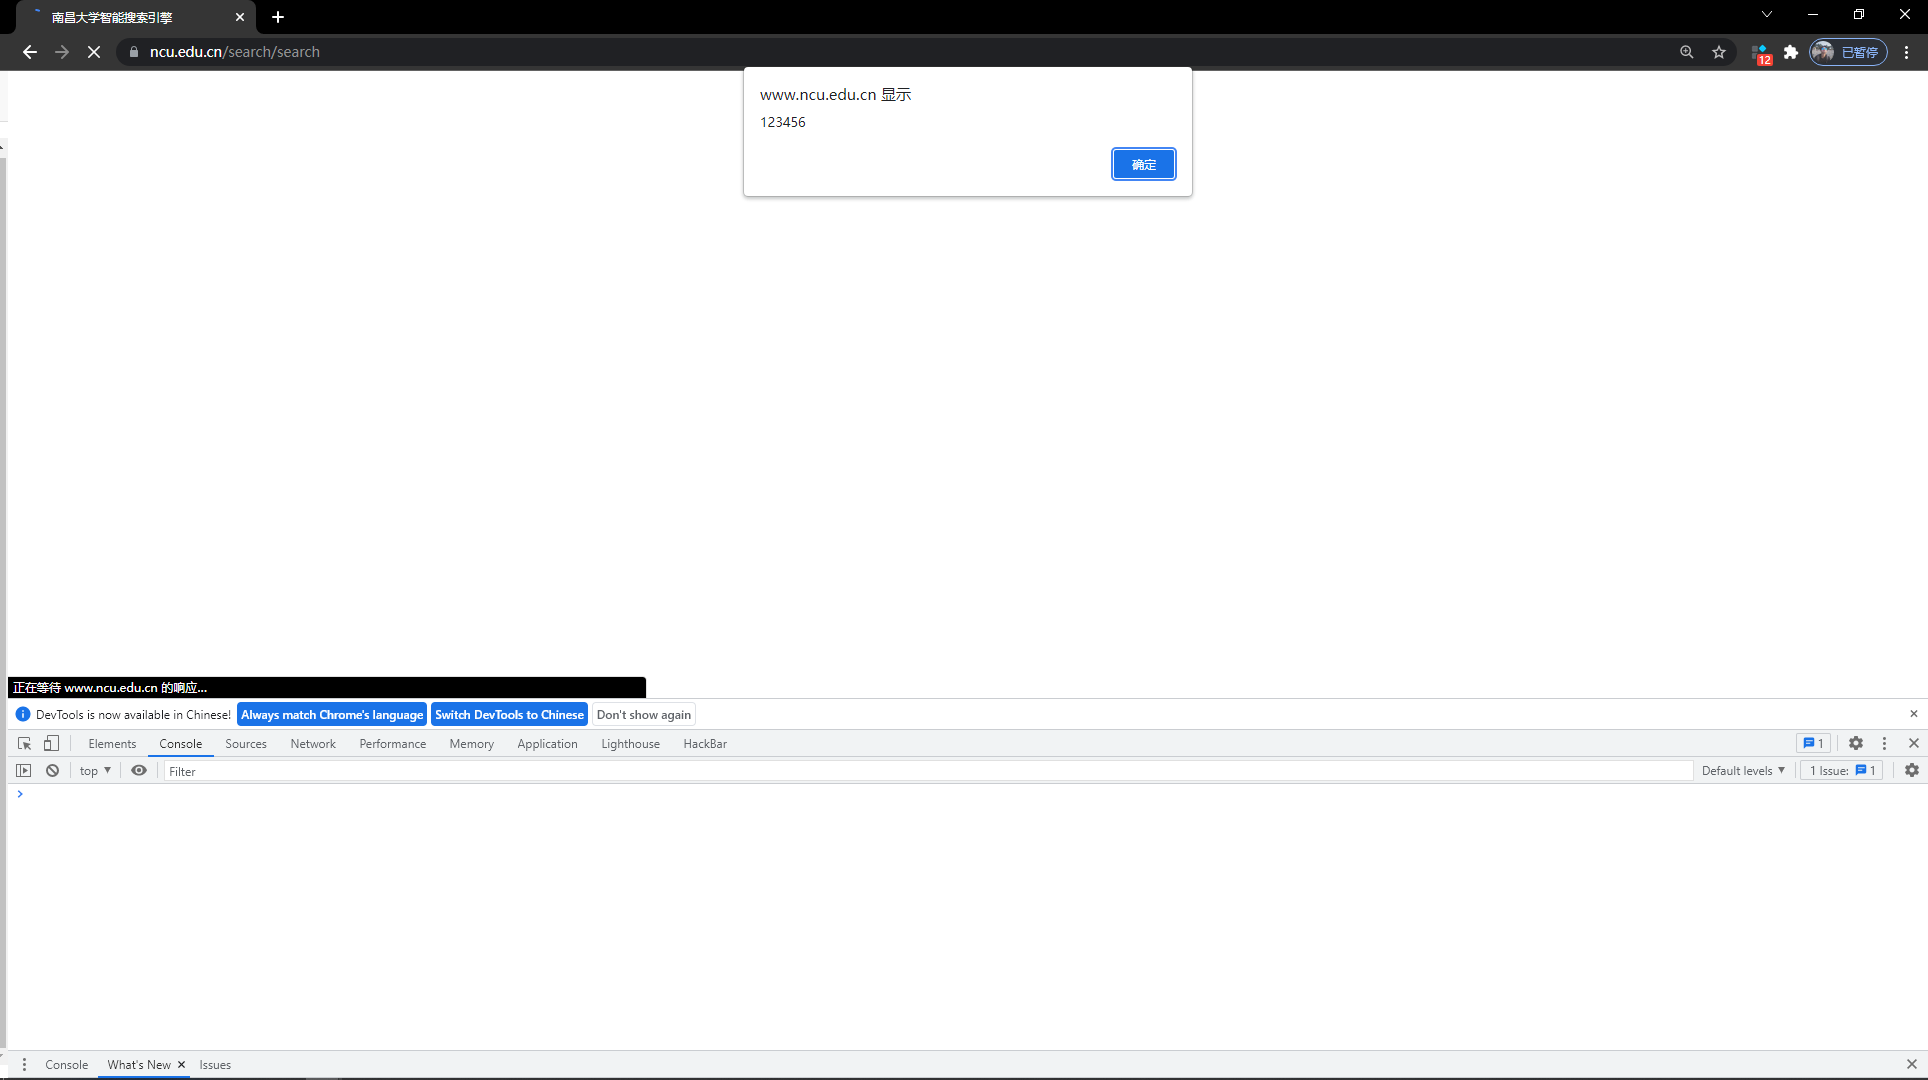 南昌大学智能搜索引擎
ncu.edu.cn/search/search
12
已暂停
www.ncu.edu.cn 显示
123456
确定
正在等待 www.ncu.edu.cn 的响应...
DevTools is now available in Chinese! Always match Chrome's language Switch DevTools to Chinese Don't show again
Elements Console Sources Network Performance Memory Application Lighthouse HackBar 1
top Filter Default levels 1 Issue: 1
Console What's New Issues